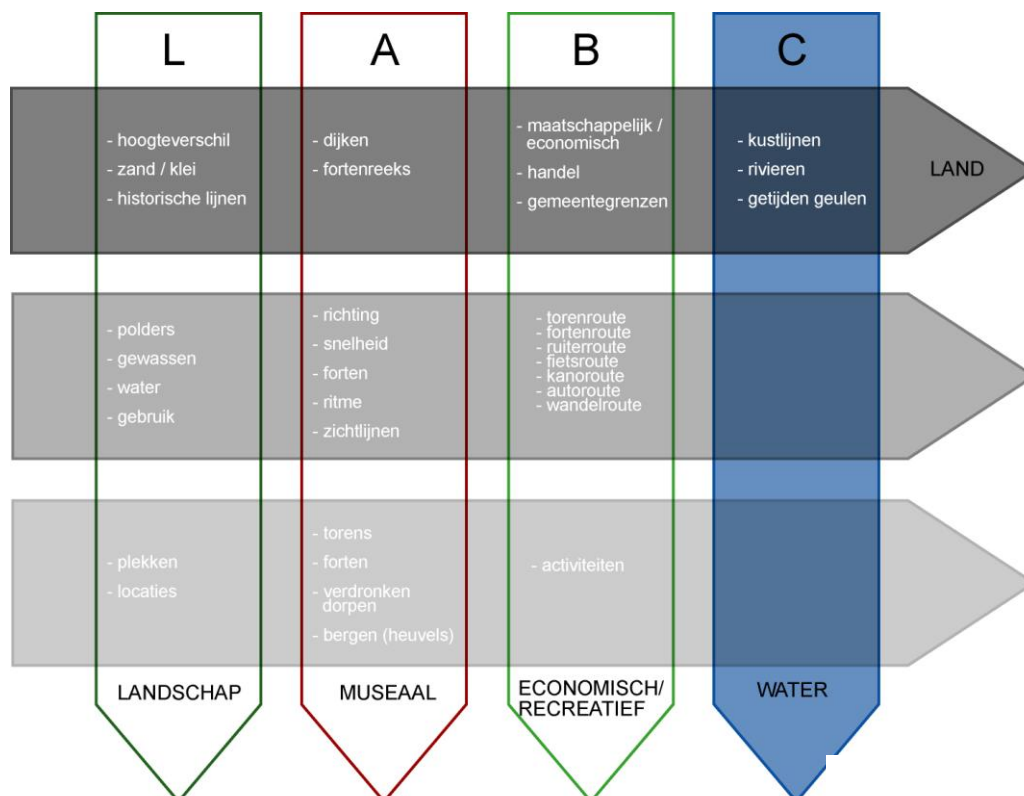 L
A
B
C
- hoogteverschil
- zand / klei
- historische lijnen
- dijken
- fortenreeks
- maatschappelijk /
economisch
- handel
- gemeentegrenzen
- kustlijnen
- rivieren
- getijden geulen
LAND
- polders
- gewassen
- water
- gebruik
- richting
- snelheid
- forten
- ritme
- zichtlijnen
- torenroute
- fortenroute
- ruiterroute
- fietsroute
- kanoroute
- autoroute
- wandelroute
- plekken
- locaties
- torens
- forten
- verdronken
dorpen
- bergen (heuvels)
- activiteiten
LANDSCHAP
MUSEAAL
ECONOMISCH/
RECREATIEF
WATER